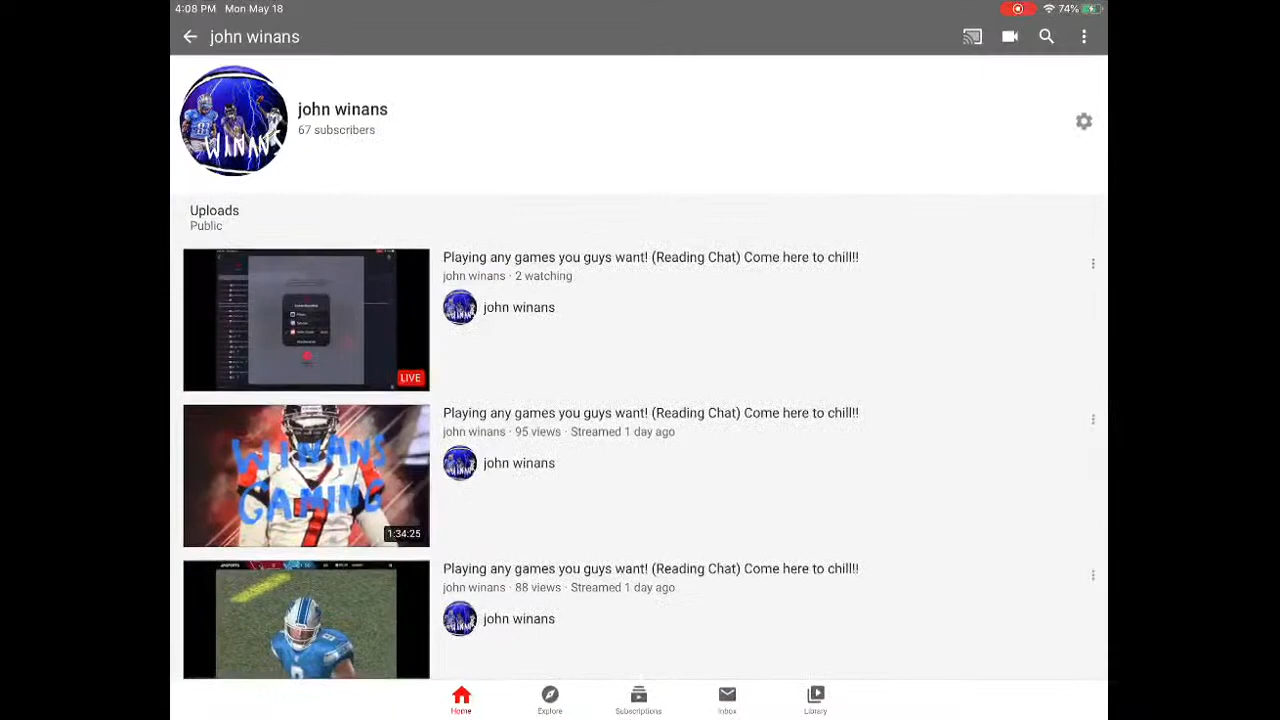 4:08 PM Mon May 18
74%
john winans
WINANS
john winans
67 subscribers
Uploads
Public
Playing any games you guys want! (Reading Chat) Come here to chill!!
john winans · 2 watching
john winans
LIVE
Playing any games you guys want! (Reading Chat) Come here to chill!!
john winans · 95 views · Streamed 1 day ago
john winans
WINANS
GAMING
1:34:25
Playing any games you guys want! (Reading Chat) Come here to chill!!
john winans · 88 views · Streamed 1 day ago
john winans
Home
Explore
Subscriptions
Inbox
Library